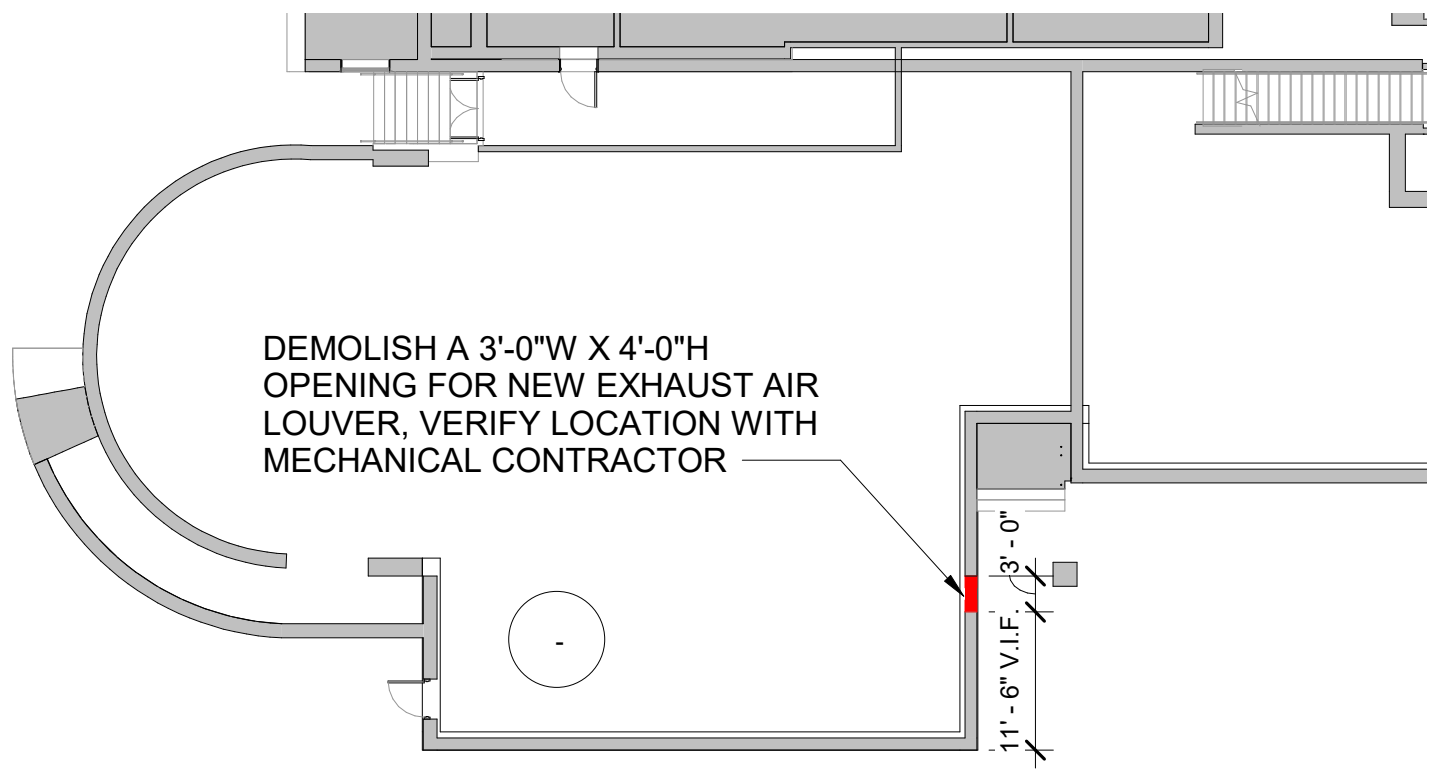 DEMOLISH A 3'-0"W X 4'-0"H
OPENING FOR NEW EXHAUST AIR
LOUVER, VERIFY LOCATION WITH
MECHANICAL CONTRACTOR
3' - 0"
11' - 6" V.I.F.
-